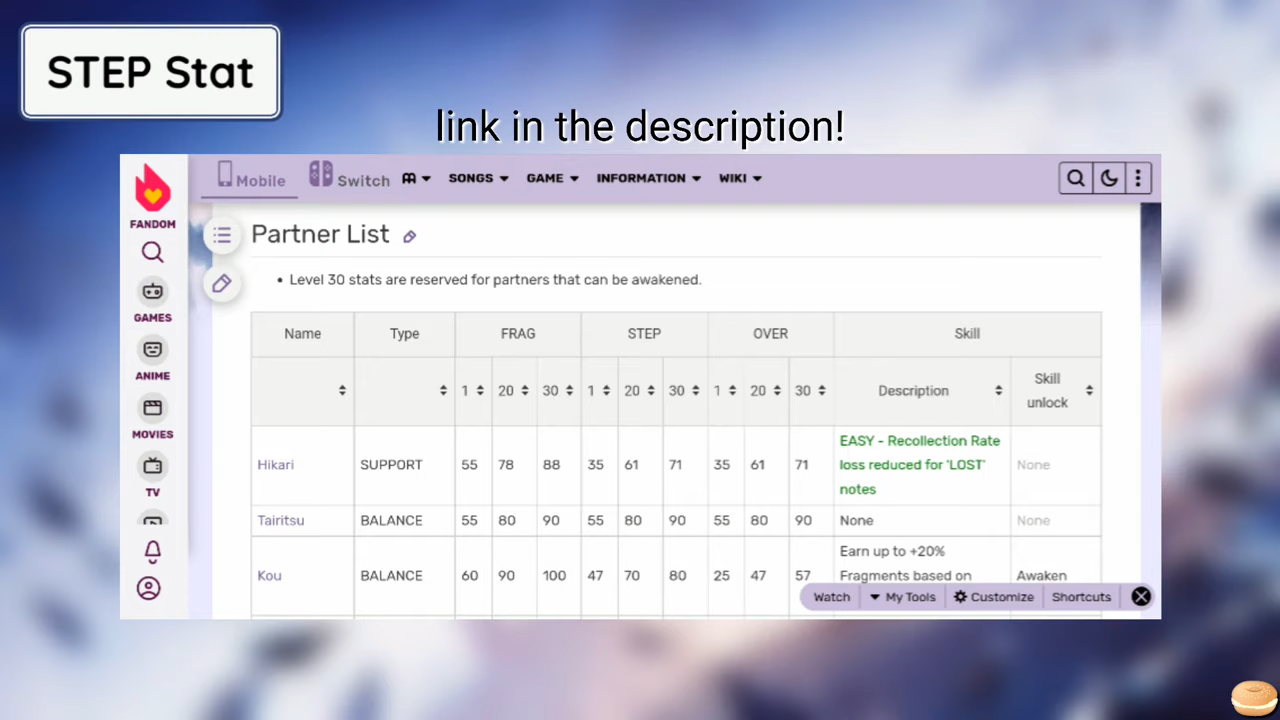 STEP Stat
link in the description!
Mobile
Switch
SONGS
GAME
INFORMATION
WIKI
FANDOM
GAMES
ANIME
MOVIES
TV
Partner List
• Level 30 stats are reserved for partners that can be awakened.
Name Type FRAG STEP OVER Skill
1 20 30 1 20 30 1 20 30 Description Skill unlock
Hikari SUPPORT 55 78 88 35 61 71 35 61 71 EASY - Recollection Rate loss reduced for 'LOST' notes None
Tairitsu BALANCE 55 80 90 55 80 90 55 80 90 None None
Kou BALANCE 60 90 100 47 70 80 25 47 57 Earn up to +20% Fragments based on Awaken
Watch My Tools Customize Shortcuts